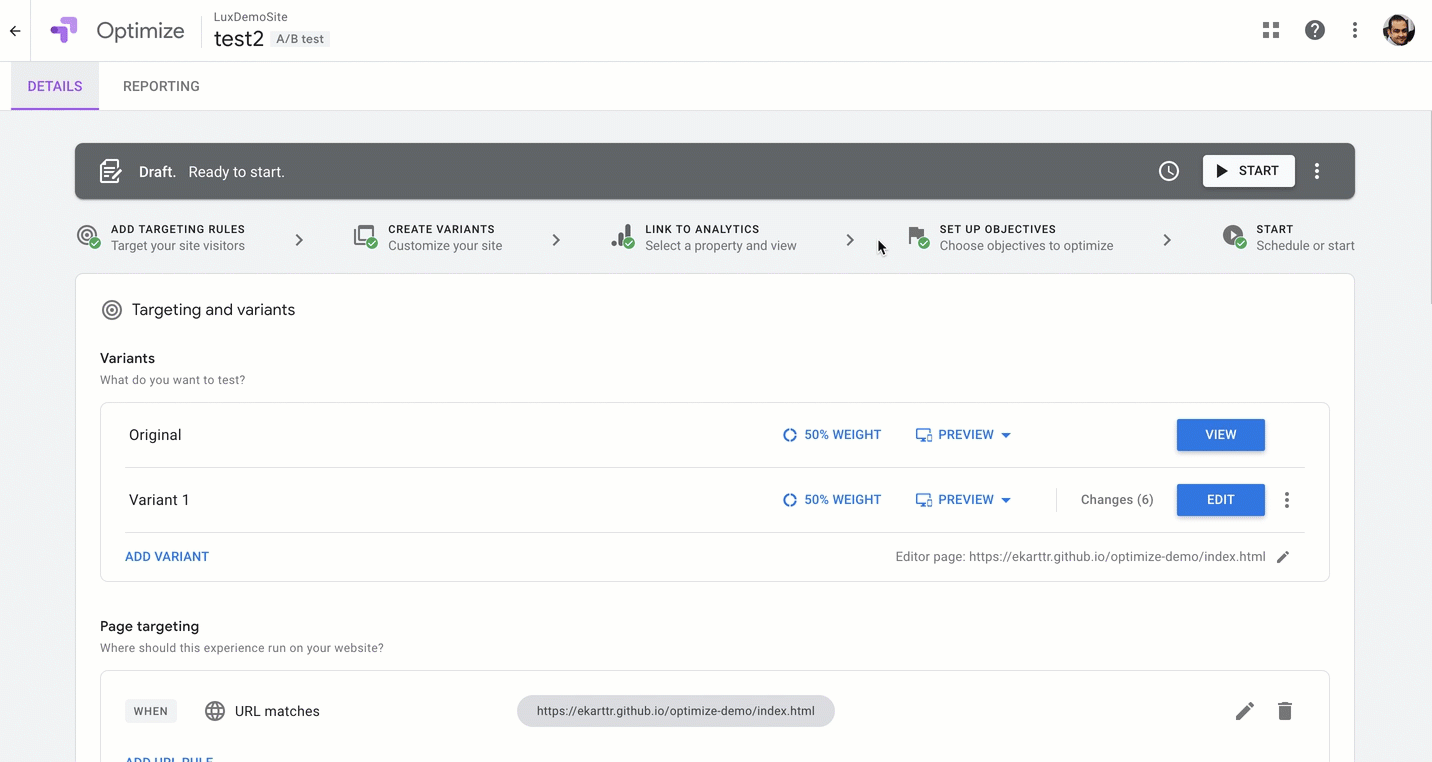 LuxDemoSite
Optimize
test2 A/B test
DETAILS REPORTING
Draft. Ready to start.
START
ADD TARGETING RULES
Target your site visitors
CREATE VARIANTS
Customize your site
LINK TO ANALYTICS
Select a property and view
SET UP OBJECTIVES
Choose objectives to optimize
START
Schedule or start
Targeting and variants
Variants
What do you want to test?
Original 50% WEIGHT PREVIEW VIEW
Variant 1 50% WEIGHT PREVIEW Changes (6) EDIT
ADD VARIANT Editor page: https://ekarttr.github.io/optimize-demo/index.html
Page targeting
Where should this experience run on your website?
WHEN URL matches https://ekarttr.github.io/optimize-demo/index.html
ADD URL RULE